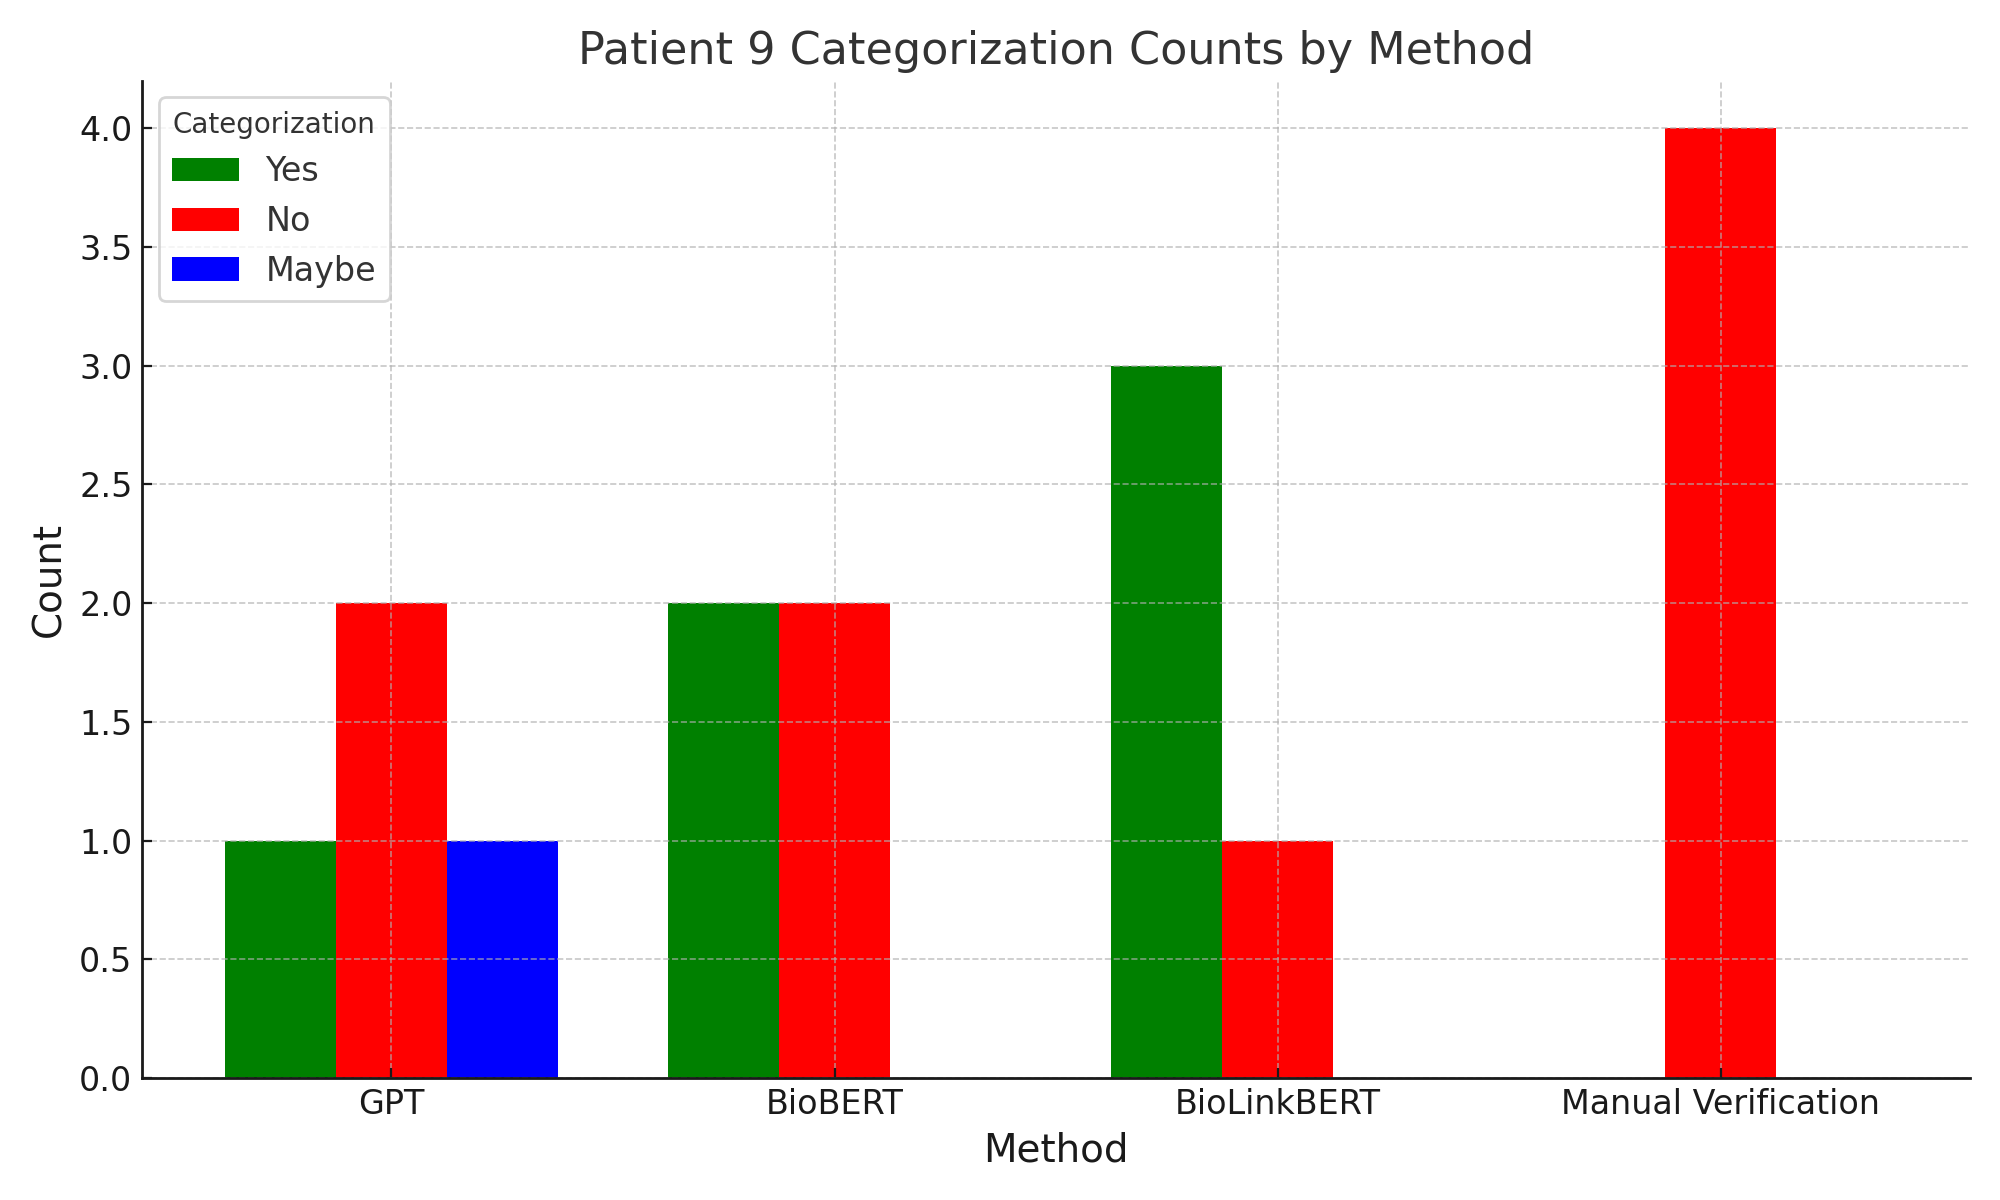 Patient 9 Categorization Counts by Method
Categorization
Yes
No
Maybe
4.0
3.5
3.0
2.5
2.0
1.5
1.0
0.5
0.0
Count
GPT
BioBERT
BioLinkBERT
Manual Verification
Method